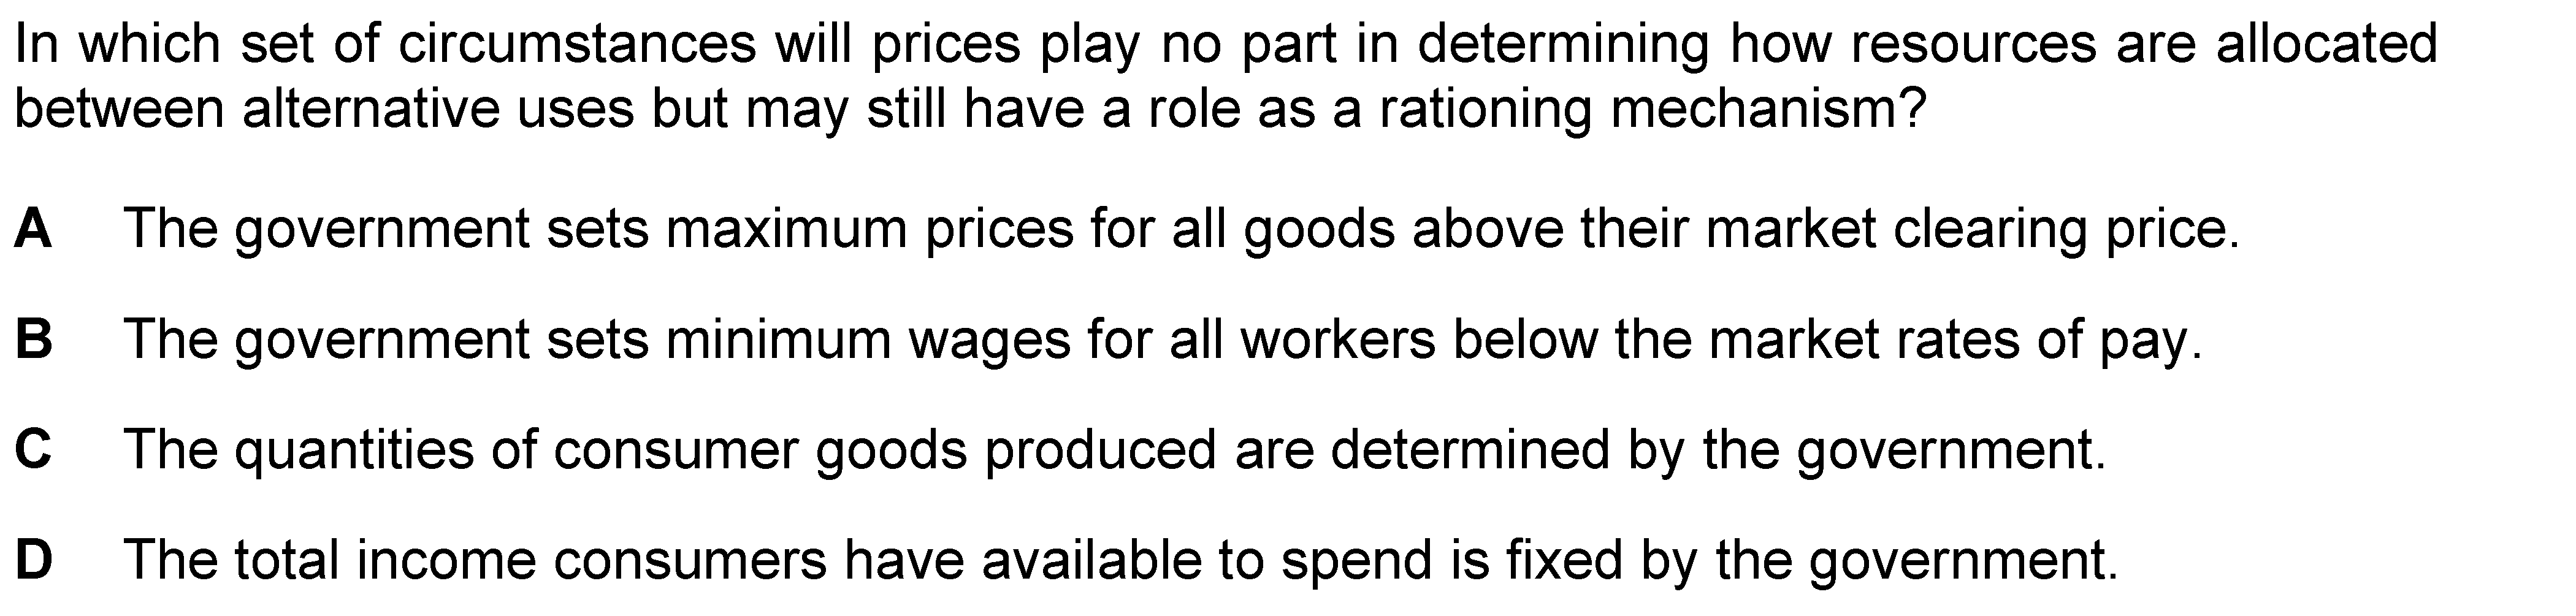 In which set of circumstances will prices play no part in determining how resources are allocated
between alternative uses but may still have a role as a rationing mechanism?
A The government sets maximum prices for all goods above their market clearing price.
B The government sets minimum wages for all workers below the market rates of pay.
C The quantities of consumer goods produced are determined by the government.
D The total income consumers have available to spend is fixed by the government.